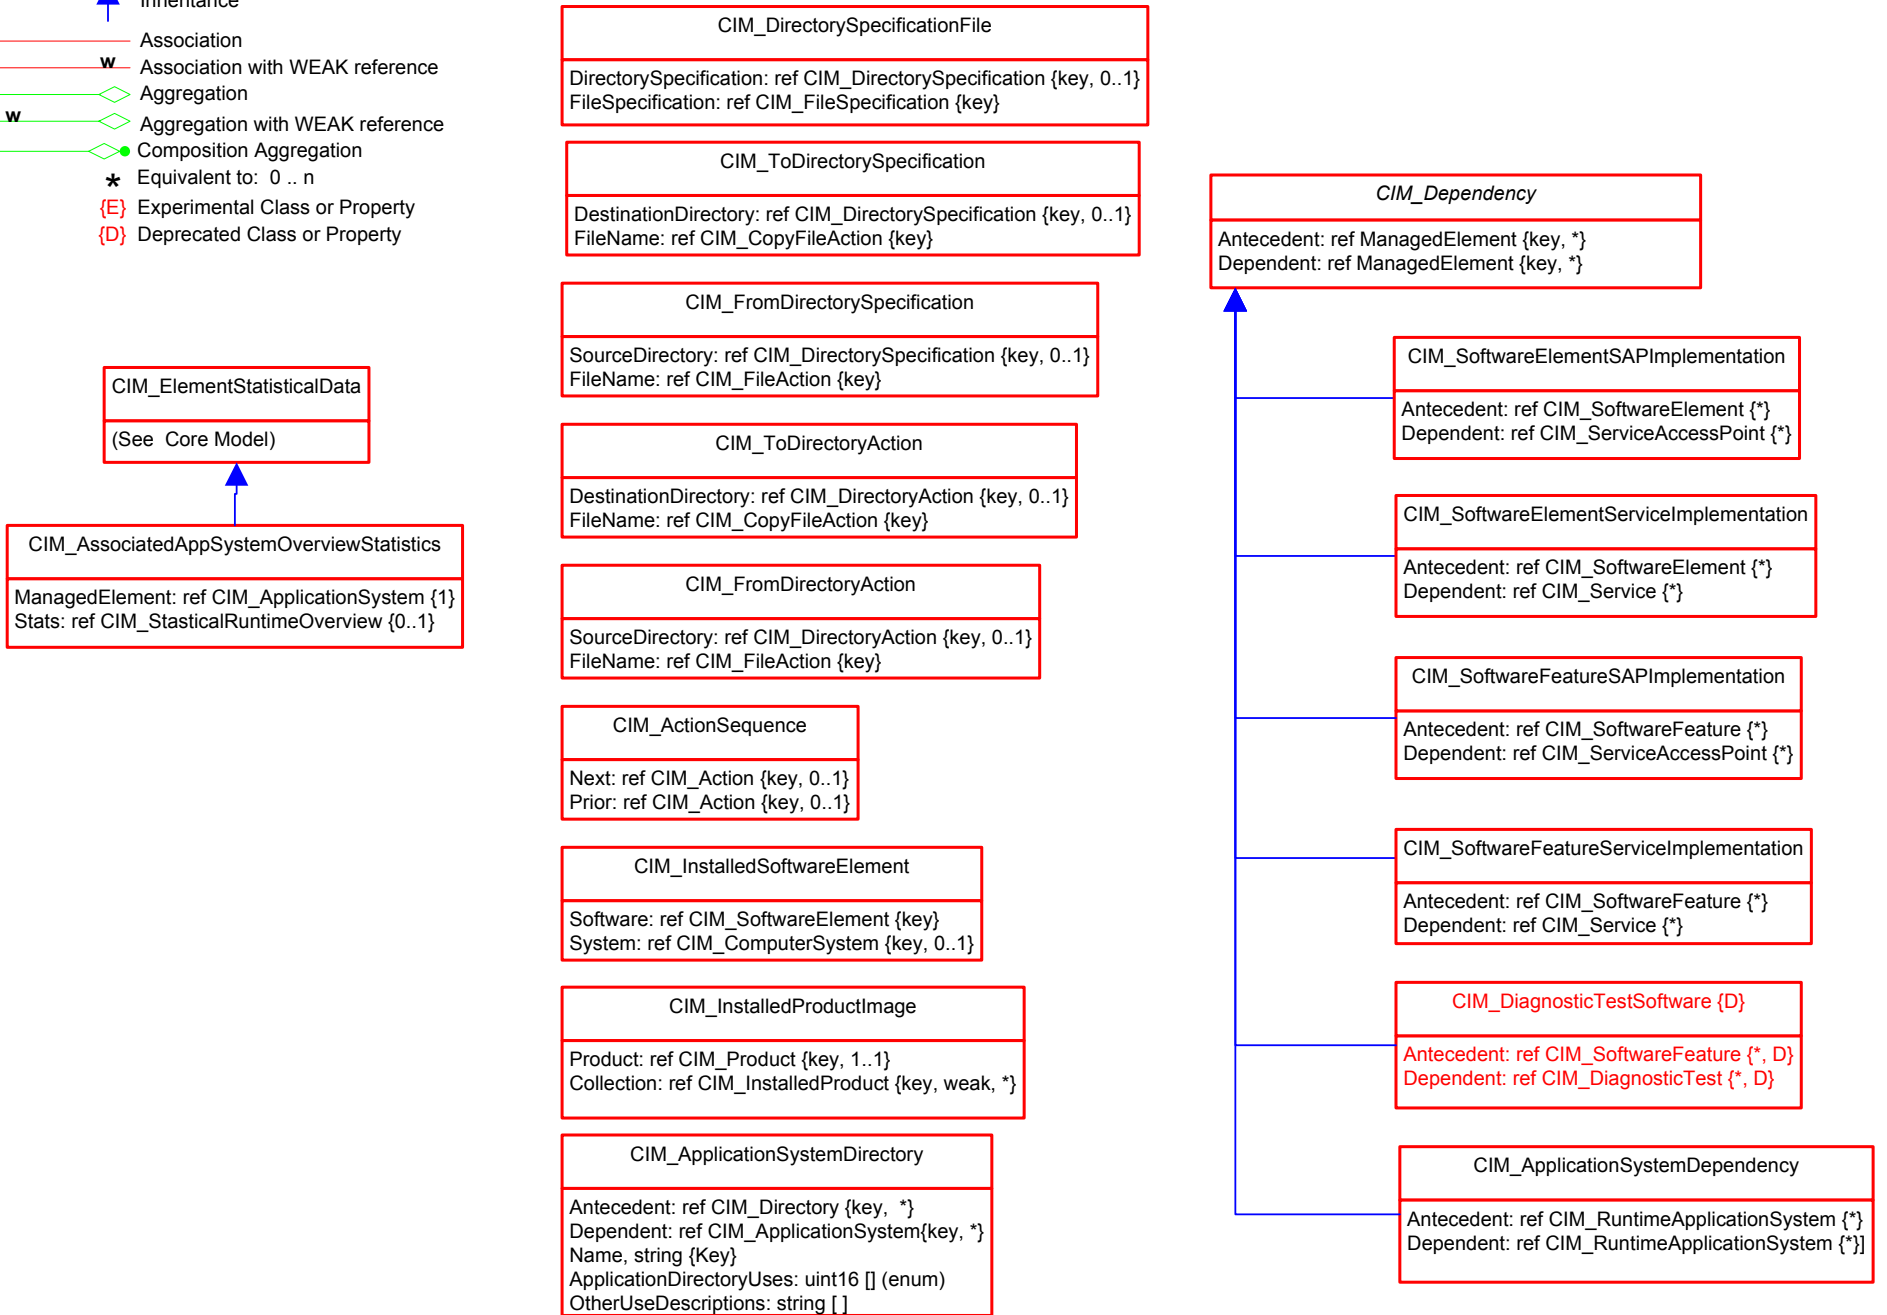 Inheritance
Association
w
Association with WEAK reference
Aggregation
w
Aggregation with WEAK reference
Composition Aggregation
* Equivalent to: 0 .. n
{E} Experimental Class or Property
{D} Deprecated Class or Property
CIM_ElementStatisticalData
(See Core Model)
CIM_AssociatedAppSystemOverviewStatistics
ManagedElement: ref CIM_ApplicationSystem {1}
Stats: ref CIM_StasticalRuntimeOverview {0..1}
CIM_DirectorySpecificationFile
DirectorySpecification: ref CIM_DirectorySpecification {key, 0..1}
FileSpecification: ref CIM_FileSpecification {key}
CIM_ToDirectorySpecification
DestinationDirectory: ref CIM_DirectorySpecification {key, 0..1}
FileName: ref CIM_CopyFileAction {key}
CIM_FromDirectorySpecification
SourceDirectory: ref CIM_DirectorySpecification {key, 0..1}
FileName: ref CIM_FileAction {key}
CIM_ToDirectoryAction
DestinationDirectory: ref CIM_DirectoryAction {key, 0..1}
FileName: ref CIM_CopyFileAction {key}
CIM_FromDirectoryAction
SourceDirectory: ref CIM_DirectoryAction {key, 0..1}
FileName: ref CIM_FileAction {key}
CIM_ActionSequence
Next: ref CIM_Action {key, 0..1}
Prior: ref CIM_Action {key, 0..1}
CIM_InstalledSoftwareElement
Software: ref CIM_SoftwareElement {key}
System: ref CIM_ComputerSystem {key, 0..1}
CIM_InstalledProductImage
Product: ref CIM_Product {key, 1..1}
Collection: ref CIM_InstalledProduct {key, weak, *}
CIM_ApplicationSystemDirectory
Antecedent: ref CIM_Directory {key, *}
Dependent: ref CIM_ApplicationSystem{key, *}
Name, string {Key}
ApplicationDirectoryUses: uint16 [] (enum)
OtherUseDescriptions: string [ ]
CIM_Dependency
Antecedent: ref ManagedElement {key, *}
Dependent: ref ManagedElement {key, *}
CIM_SoftwareElementSAPImplementation
Antecedent: ref CIM_SoftwareElement {*}
Dependent: ref CIM_ServiceAccessPoint {*}
CIM_SoftwareElementServiceImplementation
Antecedent: ref CIM_SoftwareElement {*}
Dependent: ref CIM_Service {*}
CIM_SoftwareFeatureSAPImplementation
Antecedent: ref CIM_SoftwareFeature {*}
Dependent: ref CIM_ServiceAccessPoint {*}
CIM_SoftwareFeatureServiceImplementation
Antecedent: ref CIM_SoftwareFeature {*}
Dependent: ref CIM_Service {*}
CIM_DiagnosticTestSoftware {D}
Antecedent: ref CIM_SoftwareFeature {*, D}
Dependent: ref CIM_DiagnosticTest {*, D}
CIM_ApplicationSystemDependency
Antecedent: ref CIM_RuntimeApplicationSystem {*}
Dependent: ref CIM_RuntimeApplicationSystem {*}]